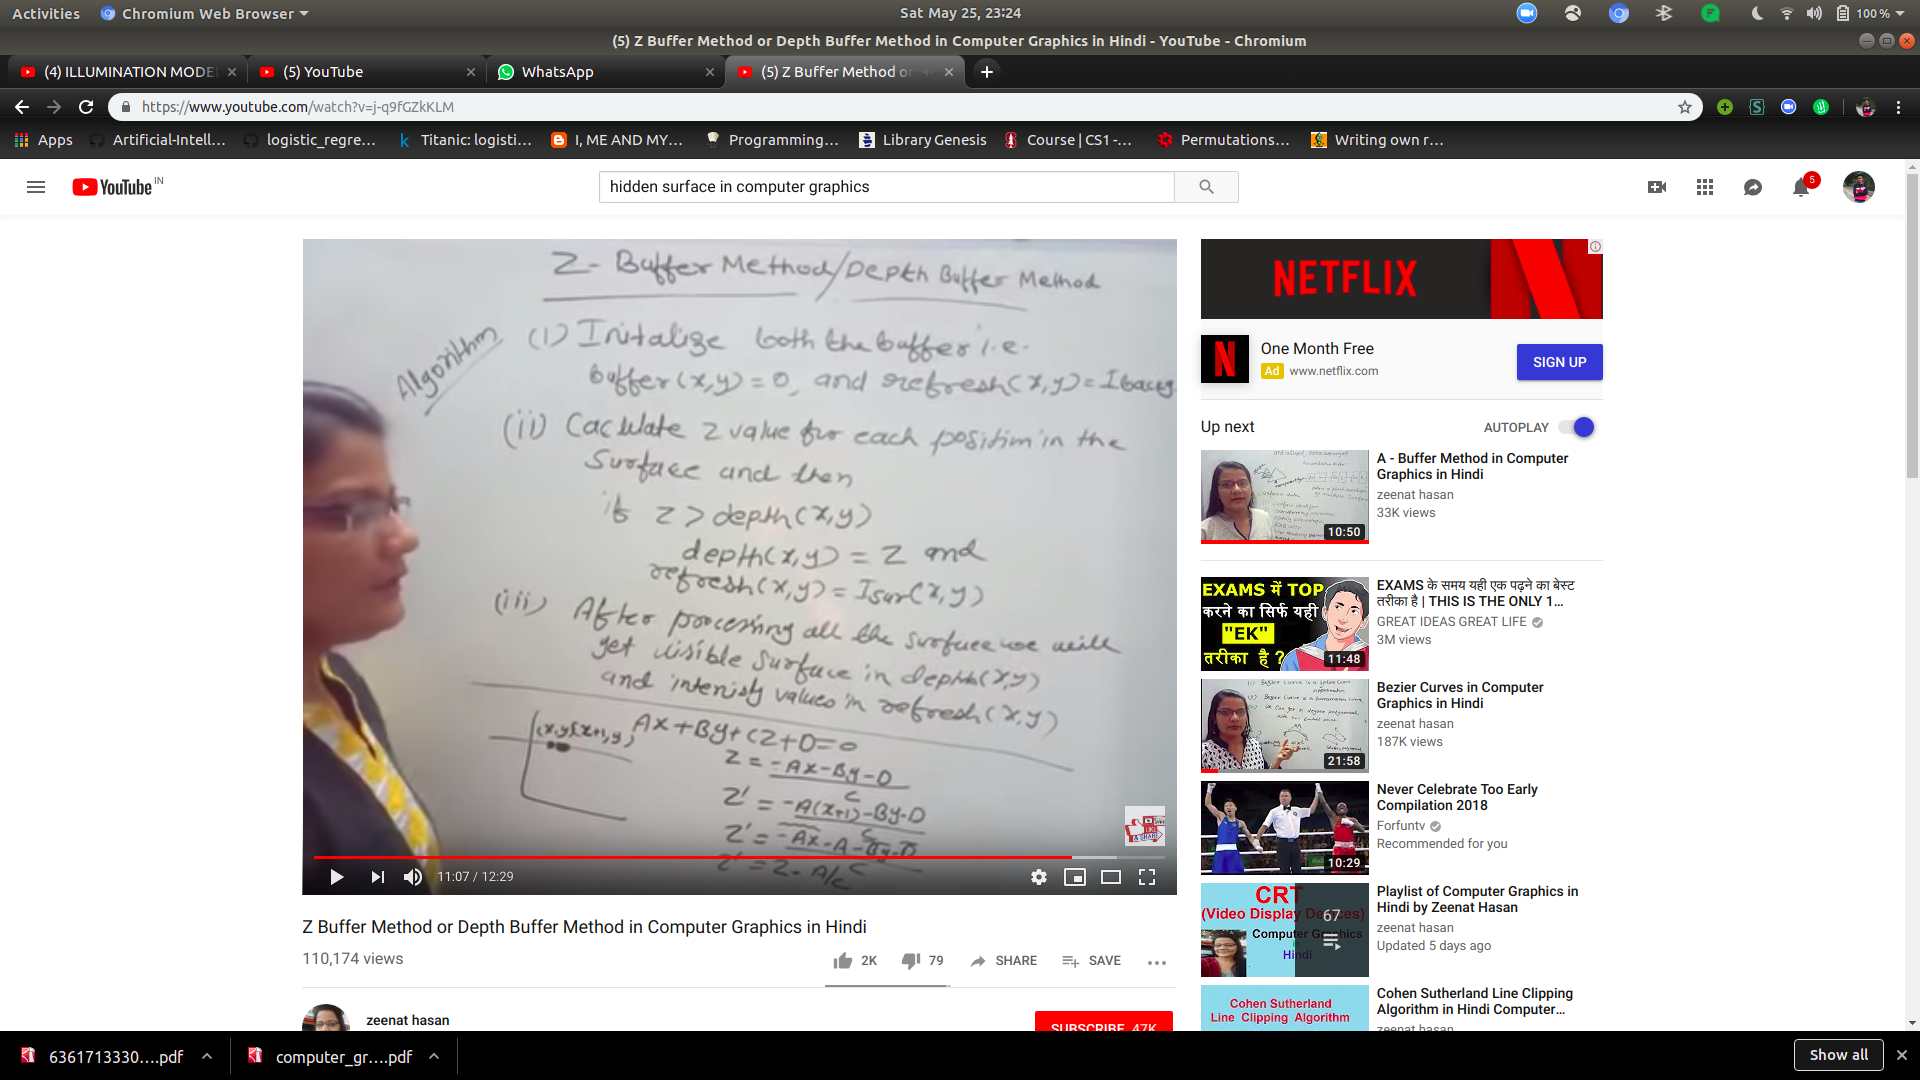 Activities
Chromium Web Browser
Sat May 25, 23:24
100 %
(5) Z Buffer Method or Depth Buffer Method in Computer Graphics in Hindi - YouTube - Chromium
(4) ILLUMINATION MODE
(5) YouTube
WhatsApp
(5) Z Buffer Method or
https://www.youtube.com/watch?v=j-q9fGZkKLM
Apps
Artificial-Intell...
logistic_regre...
Titanic: logisti...
I, ME AND MY...
Programming...
Library Genesis
Course | CS1 -...
Permutations...
Writing own r...
YouTube IN
hidden surface in computer graphics
5
Z - Buffer Method/Depth Buffer Method
Algorithm
(i) Initalize both the buffer i.e.
buffer(x,y) = 0, and refresh(x,y) = Ibackg
(ii) Caclulate z value for each position in the
Surface and then
if z > depth(x,y)
depth(x,y) = z and
refresh(x,y) = Isur(x,y)
(iii) After processing all the surface we will
get visible surface in depth(x,y)
and intenisty values in refresh(x,y)
(x,y) (x+1,y)
Ax+By+Cz+D=0
z = -Ax-By-D
C
z' = -A(x+1)-By-D
C
z' = -Ax-A-By-D
C
z' = z - A/C
11:07 / 12:29
Z Buffer Method or Depth Buffer Method in Computer Graphics in Hindi
110,174 views
2K
79
SHARE
SAVE
zeenat hasan
SUBSCRIBE 47K
NETFLIX
N
One Month Free
Ad www.netflix.com
SIGN UP
Up next
AUTOPLAY
10:50
A - Buffer Method in Computer
Graphics in Hindi
zeenat hasan
33K views
EXAMS में TOP
करने का सिर्फ यही
"EK"
तरीका है ?
11:48
EXAMS के समय यही एक पढ़ने का बेस्ट
तरीका है | THIS IS THE ONLY 1...
GREAT IDEAS GREAT LIFE
3M views
21:58
Bezier Curves in Computer
Graphics in Hindi
zeenat hasan
187K views
10:29
Never Celebrate Too Early
Compilation 2018
Forfuntv
Recommended for you
CRT
(Video Display Devices)
Computer Graphics
in
Hindi
67
Playlist of Computer Graphics in
Hindi by Zeenat Hasan
zeenat hasan
Updated 5 days ago
Cohen Sutherland
Line Clipping Algorithm
Cohen Sutherland Line Clipping
Algorithm in Hindi Computer...
zeenat hasan
6361713330....pdf
computer_gr....pdf
Show all